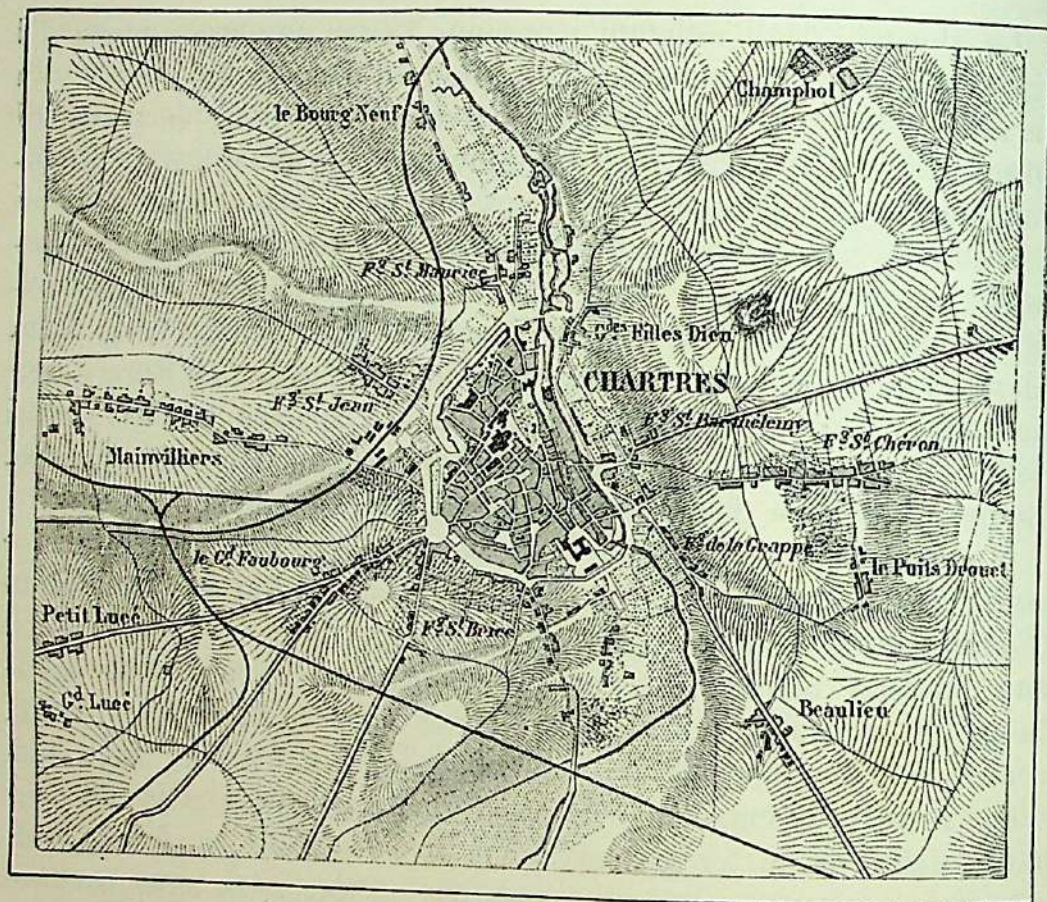 Champhol
le Bourg Neuf
Fg. St. Maurice
Gdes Filles Dieu
CHARTRES
Fg. St. Jean
Fg. St. Barthélemy
Fg. St. Chéron
Mainvilliers
Fg. de la Grappe
le Gd. Faubourg
le Puits Drouet
Petit Lucé
Fg. St. Brice
Gd. Lucé
Beaulieu